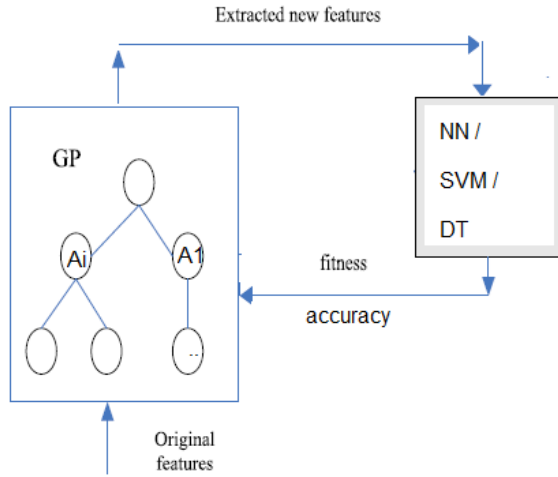 Extracted new features
GP
Ai
A1
..
NN /
SVM /
DT
fitness
accuracy
Original
features